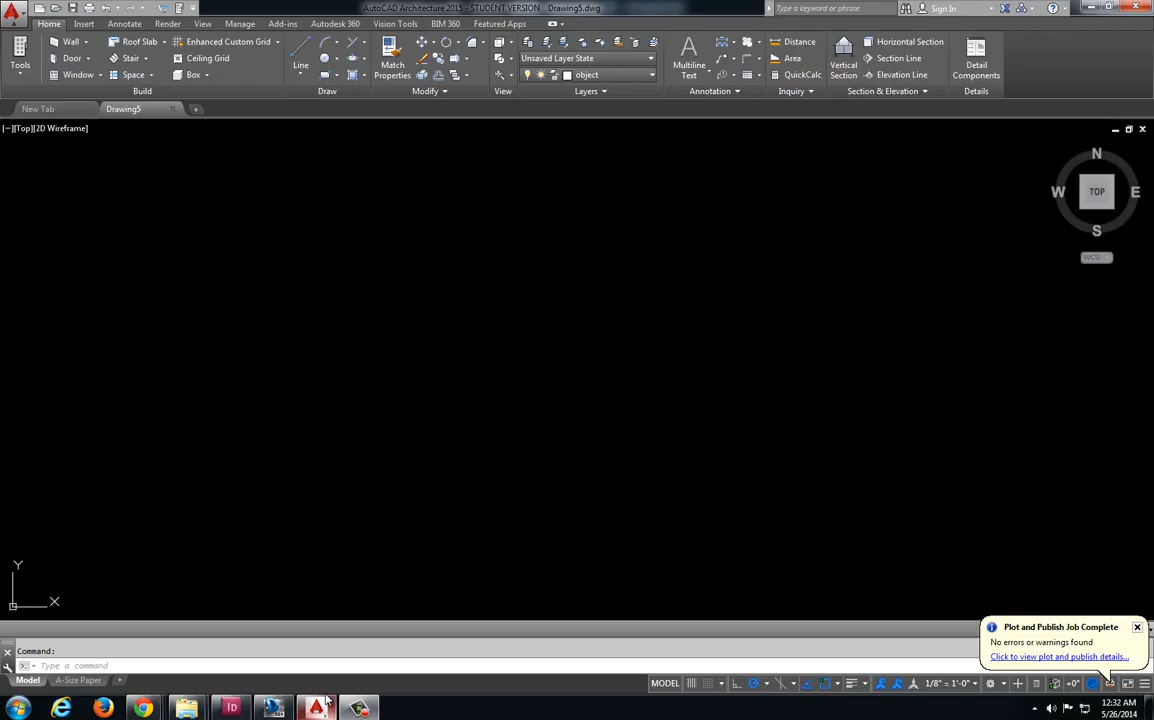 AutoCAD Architecture 2015 - STUDENT VERSION Drawing5.dwg
Type a keyword or phrase
Sign In
Home Insert Annotate Render View Manage Add-ins Autodesk 360 Vision Tools BIM 360 Featured Apps
Tools
Wall
Door
Window
Roof Slab
Stair
Space
Enhanced Custom Grid
Ceiling Grid
Box
Build
Line
Draw
Match
Properties
Modify
View
Unsaved Layer State
object
Layers
Multiline
Text
Annotation
Distance
Area
QuickCalc
Inquiry
Vertical
Section
Horizontal Section
Section Line
Elevation Line
Section & Elevation
Detail
Components
Details
New Tab
Drawing5
[−][Top][2D Wireframe]
N
W
TOP
E
S
WCS
Y
X
Plot and Publish Job Complete
No errors or warnings found
Click to view plot and publish details...
Command:
Type a command
Model
A-Size Paper
MODEL
1/8" = 1'-0"
+0"
Id
12:32 AM
5/26/2014